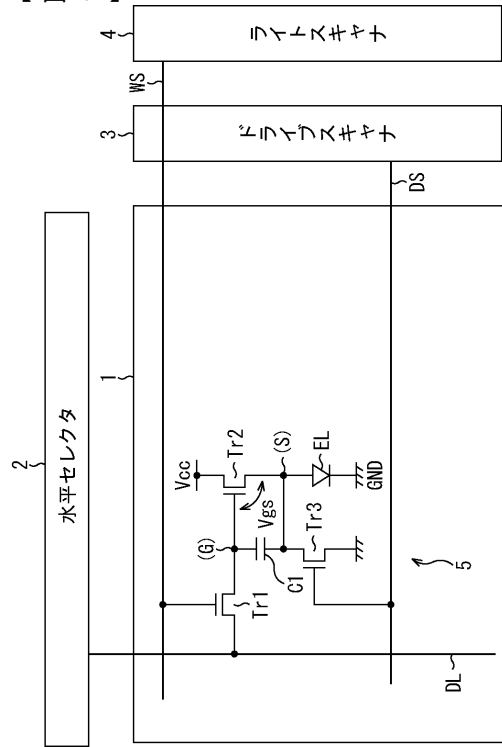 2
水平セレクタ
1
3
ドライブスキャナ
4
ライトスキャナ
WS
DS
Vcc
Tr2
(G)
Vgs
(S)
Tr1
C1
Tr3
EL
GND
5
DL